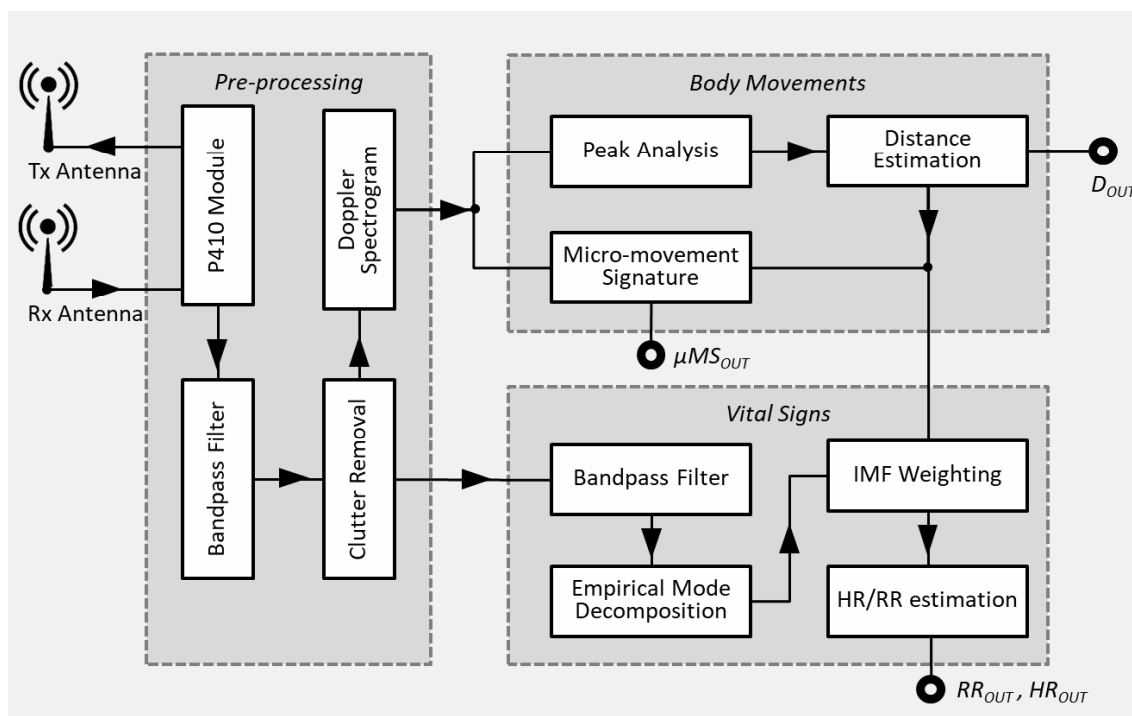 Pre-processing
Tx Antenna
Rx Antenna
P410 Module
Doppler
Spectrogram
Bandpass Filter
Clutter Removal
Body Movements
Peak Analysis
Distance
Estimation
D_OUT
Micro-movement
Signature
μMS_OUT
Vital Signs
Bandpass Filter
IMF Weighting
Empirical Mode
Decomposition
HR/RR estimation
RR_OUT , HR_OUT